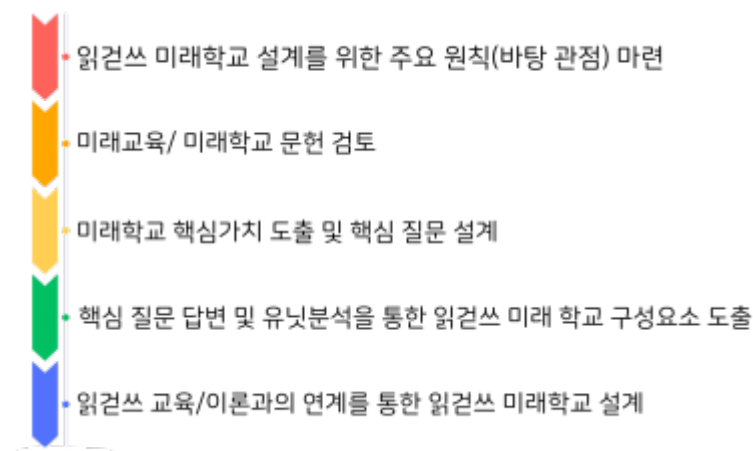 읽걷쓰 미래학교 설계를 위한 주요 원칙(바탕 관점) 마련
미래교육/ 미래학교 문헌 검토
미래학교 핵심가치 도출 및 핵심 질문 설계
핵심 질문 답변 및 유닛분석을 통한 읽걷쓰 미래 학교 구성요소 도출
읽걷쓰 교육/이론과의 연계를 통한 읽걷쓰 미래학교 설계